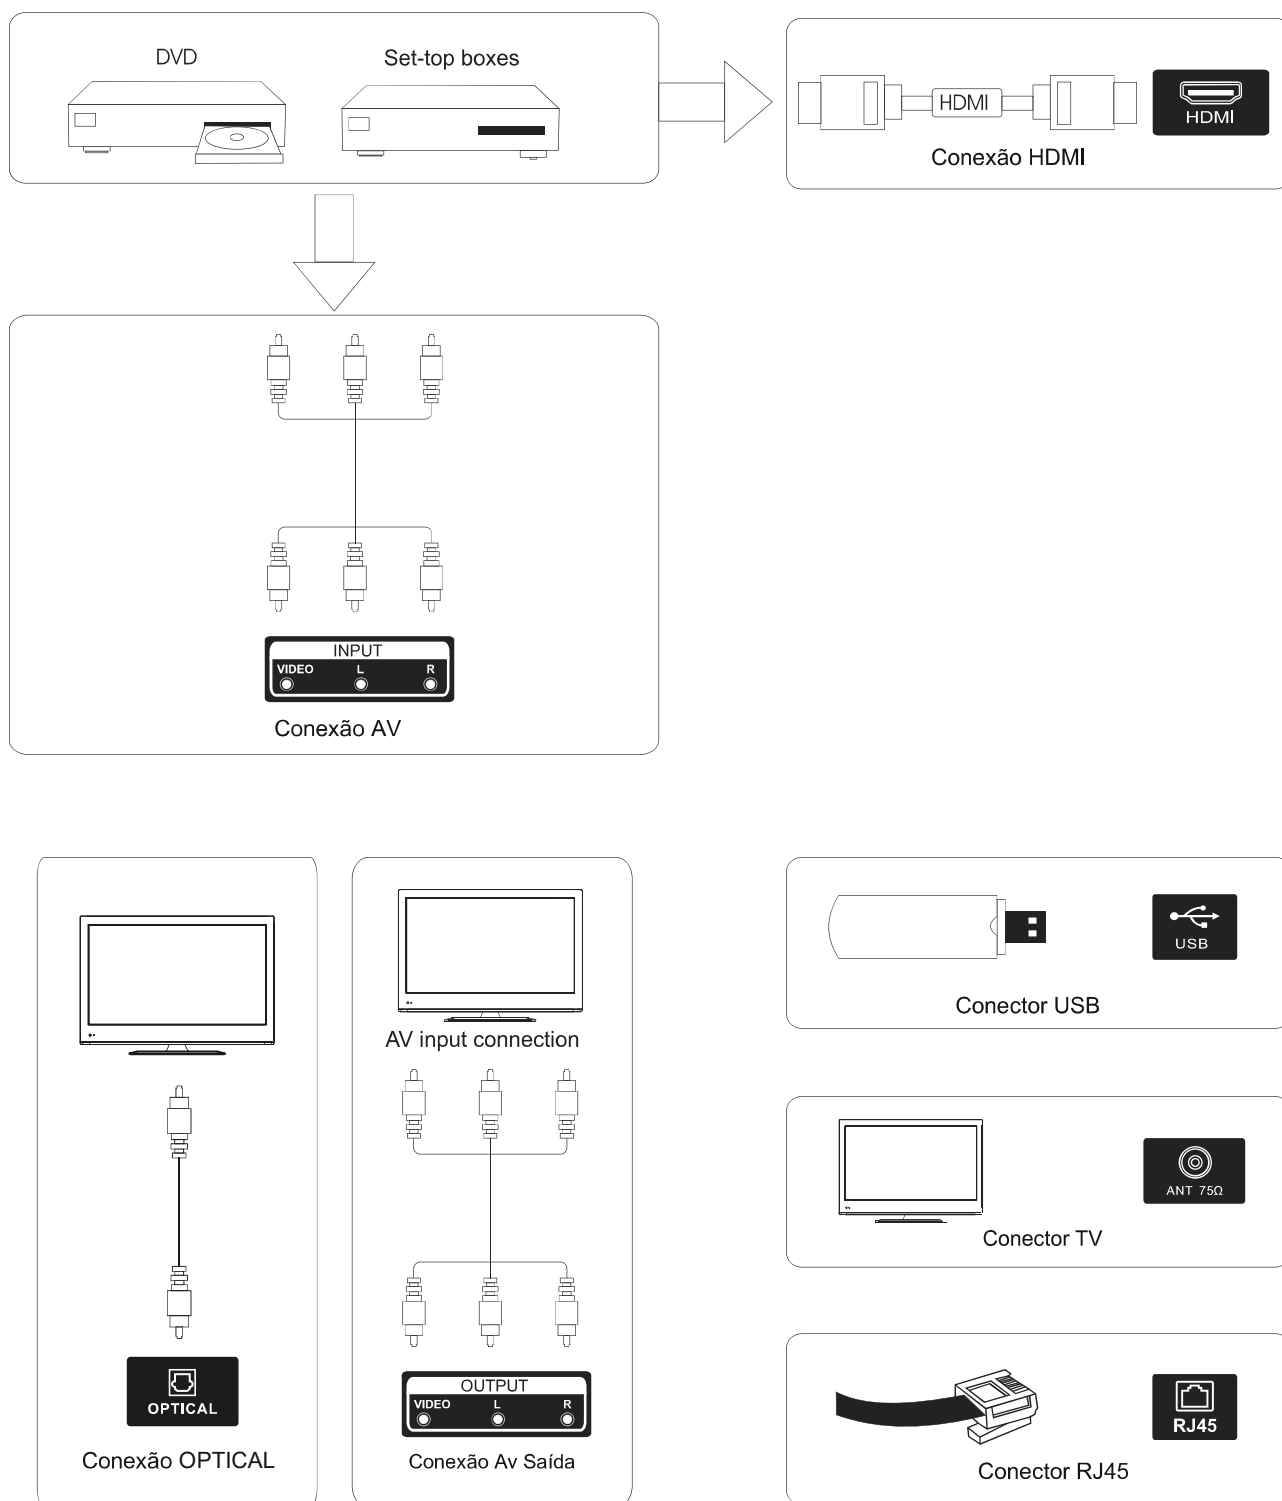 DVD
Set-top boxes
HDMI
HDMI
Conexão HDMI
INPUT
VIDEO L R
Conexão AV
OPTICAL
Conexão OPTICAL
AV input connection
OUTPUT
VIDEO L R
Conexão Av Saída
USB
Conector USB
ANT 75Ω
Conector TV
RJ45
Conector RJ45